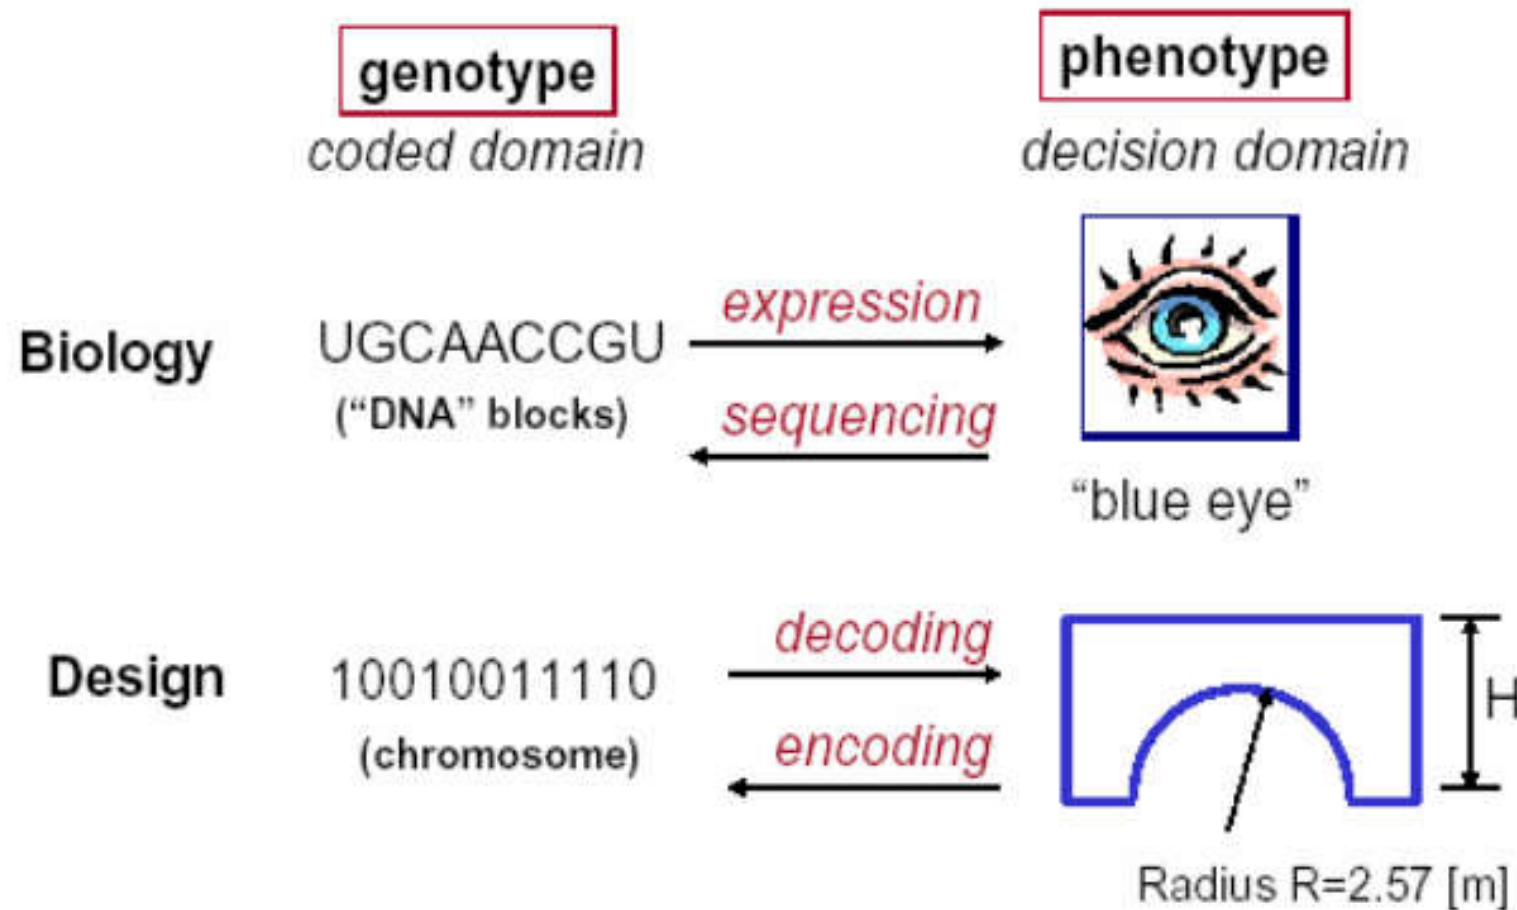 genotype
phenotype
coded domain
decision domain
Biology
UGCAACCGU
("DNA" blocks)
expression
sequencing
"blue eye"
Design
10010011110
(chromosome)
decoding
encoding
H
Radius R=2.57 [m]